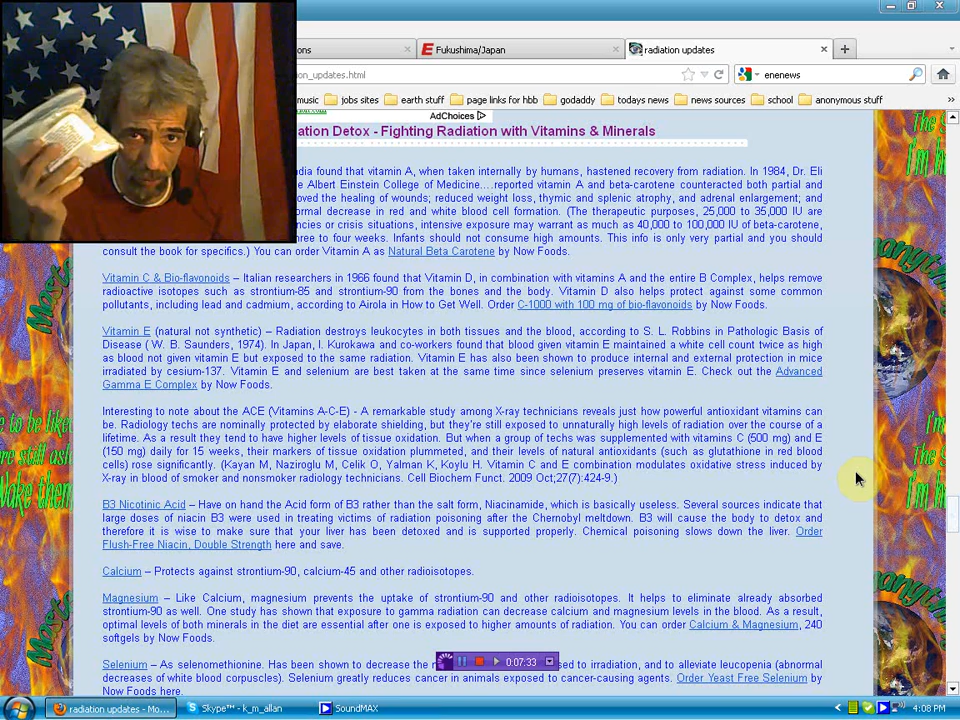 ons
Fukushima/Japan
radiation updates
on_updates.html
enenews
music
jobs sites
earth stuff
page links for hbb
godaddy
todays news
news sources
school
anonymous stuff
AdChoices
ation Detox - Fighting Radiation with Vitamins & Minerals
dia found that vitamin A, when taken internally by humans, hastened recovery from radiation. In 1984, Dr. Eli
e Albert Einstein College of Medicine....reported vitamin A and beta-carotene counteracted both partial and
oved the healing of wounds; reduced weight loss, thymic and splenic atrophy, and adrenal enlargement; and
ormal decrease in red and white blood cell formation. (The therapeutic purposes, 25,000 to 35,000 IU are
encies or crisis situations, intensive exposure may warrant as much as 40,000 to 100,000 IU of beta-carotene,
hree to four weeks. Infants should not consume high amounts. This info is only very partial and you should
consult the book for specifics.) You can order Vitamin A as Natural Beta Carotene by Now Foods.
Vitamin C & Bio-flavonoids – Italian researchers in 1966 found that Vitamin D, in combination with vitamins A and the entire B Complex, helps remove
radioactive isotopes such as strontium-85 and strontium-90 from the bones and the body. Vitamin D also helps protect against some common
pollutants, including lead and cadmium, according to Airola in How to Get Well. Order C-1000 with 100 mg of bio-flavonoids by Now Foods.
Vitamin E (natural not synthetic) – Radiation destroys leukocytes in both tissues and the blood, according to S. L. Robbins in Pathologic Basis of
Disease ( W. B. Saunders, 1974). In Japan, I. Kurokawa and co-workers found that blood given vitamin E maintained a white cell count twice as high
as blood not given vitamin E but exposed to the same radiation. Vitamin E has also been shown to produce internal and external protection in mice
irradiated by cesium-137. Vitamin E and selenium are best taken at the same time since selenium preserves vitamin E. Check out the Advanced
Gamma E Complex by Now Foods.
Interesting to note about the ACE (Vitamins A-C-E) - A remarkable study among X-ray technicians reveals just how powerful antioxidant vitamins can
be. Radiology techs are nominally protected by elaborate shielding, but they're still exposed to unnaturally high levels of radiation over the course of a
lifetime. As a result they tend to have higher levels of tissue oxidation. But when a group of techs was supplemented with vitamins C (500 mg) and E
(150 mg) daily for 15 weeks, their markers of tissue oxidation plummeted, and their levels of natural antioxidants (such as glutathione in red blood
cells) rose significantly. (Kayan M, Naziroglu M, Celik O, Yalman K, Koylu H. Vitamin C and E combination modulates oxidative stress induced by
X-ray in blood of smoker and nonsmoker radiology technicians. Cell Biochem Funct. 2009 Oct;27(7):424-9.)
B3 Nicotinic Acid – Have on hand the Acid form of B3 rather than the salt form, Niacinamide, which is basically useless. Several sources indicate that
large doses of niacin B3 were used in treating victims of radiation poisoning after the Chernobyl meltdown. B3 will cause the body to detox and
therefore it is wise to make sure that your liver has been detoxed and is supported properly. Chemical poisoning slows down the liver. Order
Flush-Free Niacin, Double Strength here and save.
Calcium – Protects against strontium-90, calcium-45 and other radioisotopes.
Magnesium – Like Calcium, magnesium prevents the uptake of strontium-90 and other radioisotopes. It helps to eliminate already absorbed
strontium-90 as well. One study has shown that exposure to gamma radiation can decrease calcium and magnesium levels in the blood. As a result,
optimal levels of both minerals in the diet are essential after one is exposed to higher amounts of radiation. You can order Calcium & Magnesium, 240
softgels by Now Foods.
Selenium – As selenomethionine. Has been shown to decrease the sed to irradiation, and to alleviate leucopenia (abnormal
decreases of white blood corpuscles). Selenium greatly reduces cancer in animals exposed to cancer-causing agents. Order Yeast Free Selenium by
Now Foods here.
0:07:33
radiation updates - Mo...
Skype™ - k_m_allan
SoundMAX
4:08 PM